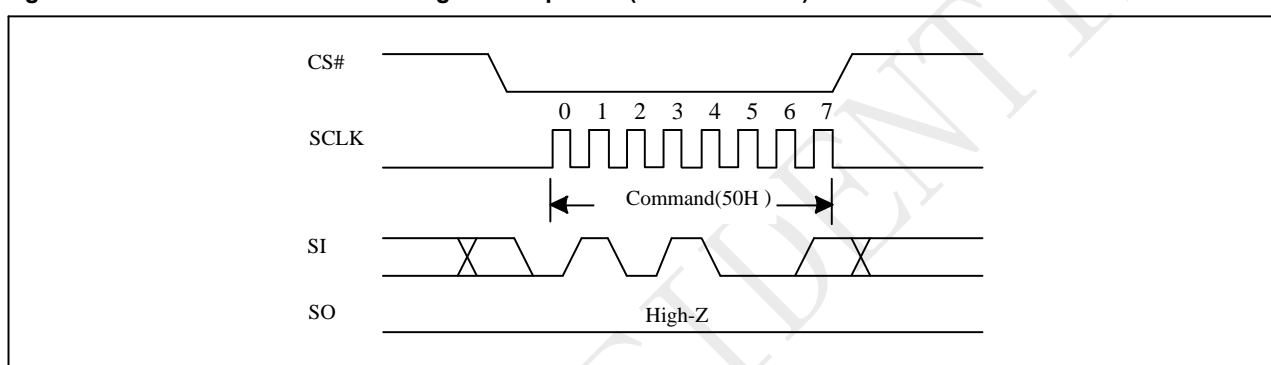 CS#
0 1 2 3 4 5 6 7
SCLK
Command(50H )
SI
High-Z
SO